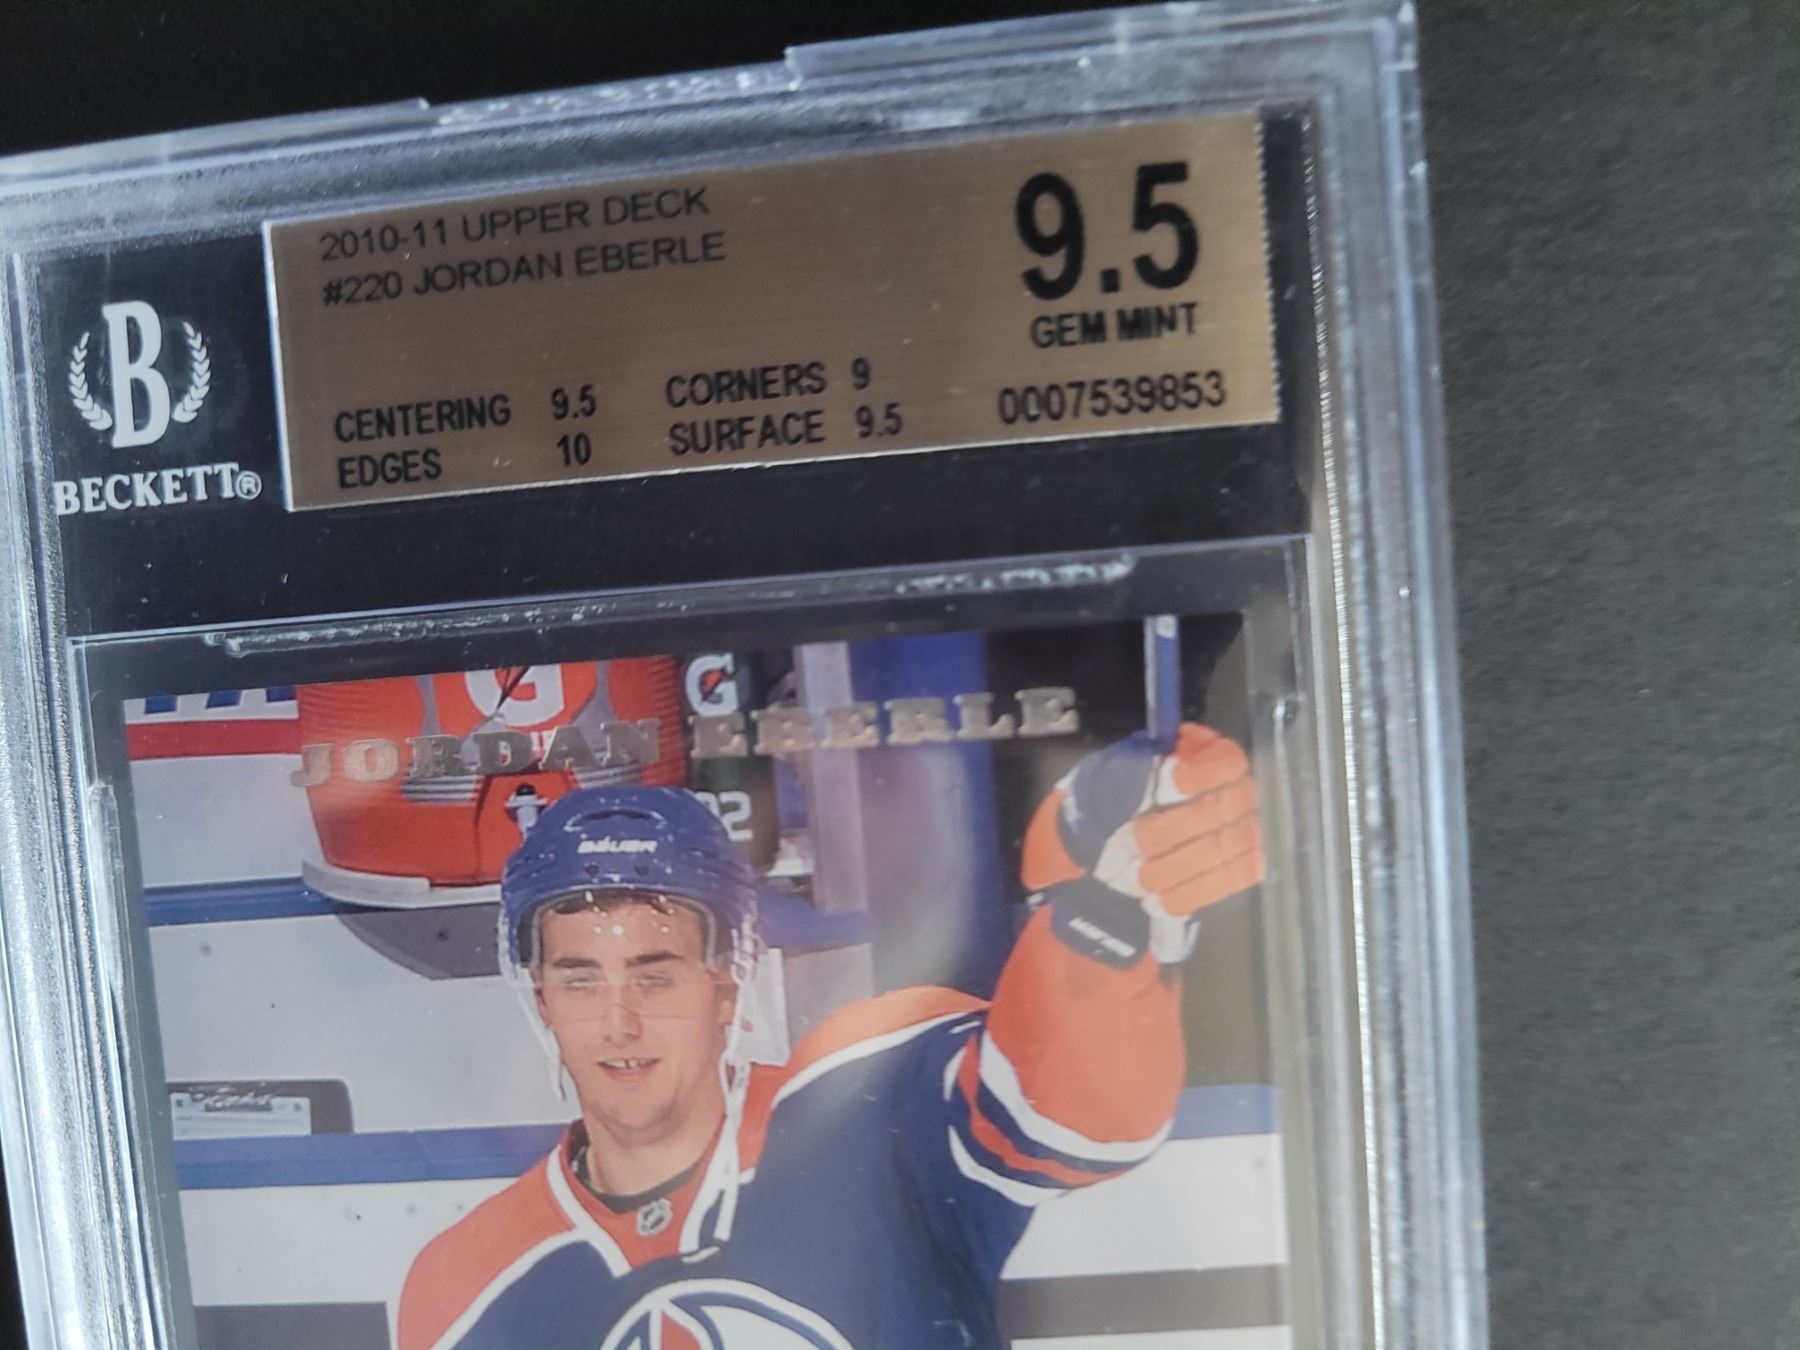 2010-11 UPPER DECK
#220 JORDAN EBERLE
9.5
GEM MINT
CENTERING 9.5 CORNERS 9
EDGES 10 SURFACE 9.5
0007539853
B
BECKETT®
G
G
JORDAN EBERLE
BAUER